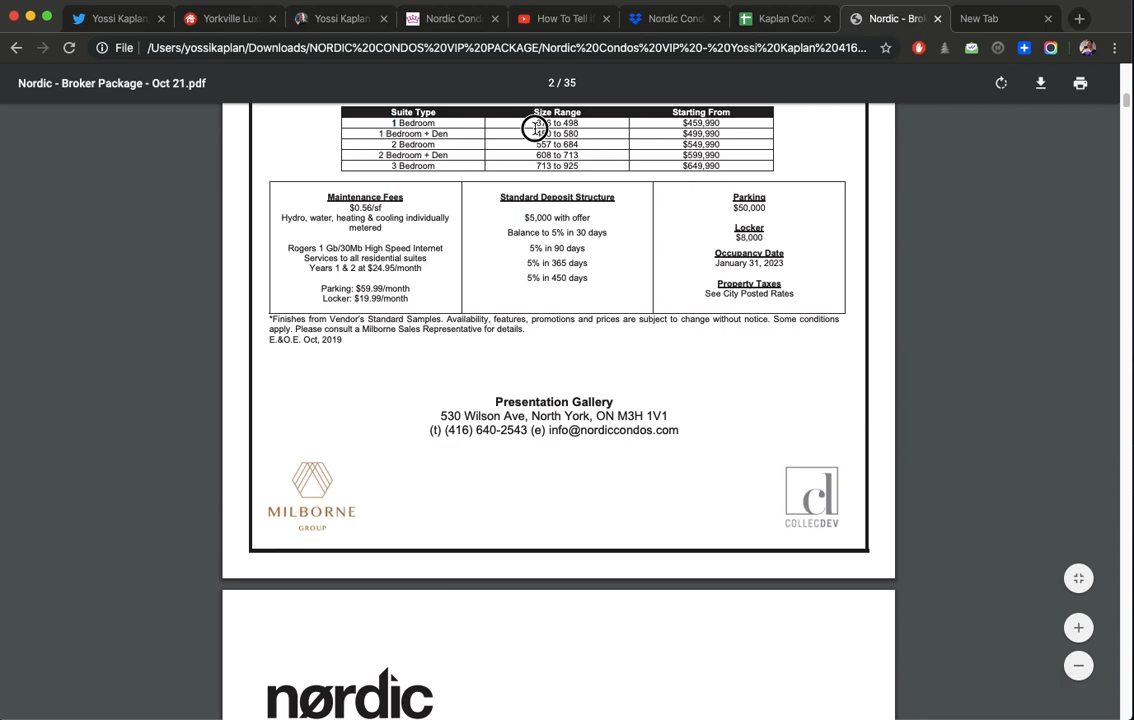 Yossi Kaplan,
Yorkville Lux
Yossi Kaplan
Nordic Cond
How To Tell i
Nordic Cond
Kaplan Cond
Nordic - Brok
New Tab
File /Users/yossikaplan/Downloads/NORDIC%20CONDOS%20VIP%20PACKAGE/Nordic%20Condos%20VIP%20-%20Yossi%20Kaplan%20416...
Nordic - Broker Package - Oct 21.pdf
2 / 35
Suite Type Size Range Starting From
1 Bedroom to 498 $459,990
1 Bedroom + Den to 580 $499,990
2 Bedroom 557 to 684 $549,990
2 Bedroom + Den 608 to 713 $599,990
3 Bedroom 713 to 925 $649,990
Maintenance Fees
$0.56/sf
Hydro, water, heating & cooling individually
metered
Rogers 1 Gb/30Mb High Speed Internet
Services to all residential suites
Years 1 & 2 at $24.95/month
Parking: $59.99/month
Locker: $19.99/month
Standard Deposit Structure
$5,000 with offer
Balance to 5% in 30 days
5% in 90 days
5% in 365 days
5% in 450 days
Parking
$50,000
Locker
$8,000
Occupancy Date
January 31, 2023
Property Taxes
See City Posted Rates
*Finishes from Vendor's Standard Samples. Availability, features, promotions and prices are subject to change without notice. Some conditions
apply. Please consult a Milborne Sales Representative for details.
E.&O.E. Oct, 2019
Presentation Gallery
530 Wilson Ave, North York, ON M3H 1V1
(t) (416) 640-2543 (e) info@nordiccondos.com
MILBORNE
GROUP
cd
COLLECDEV
nørdic